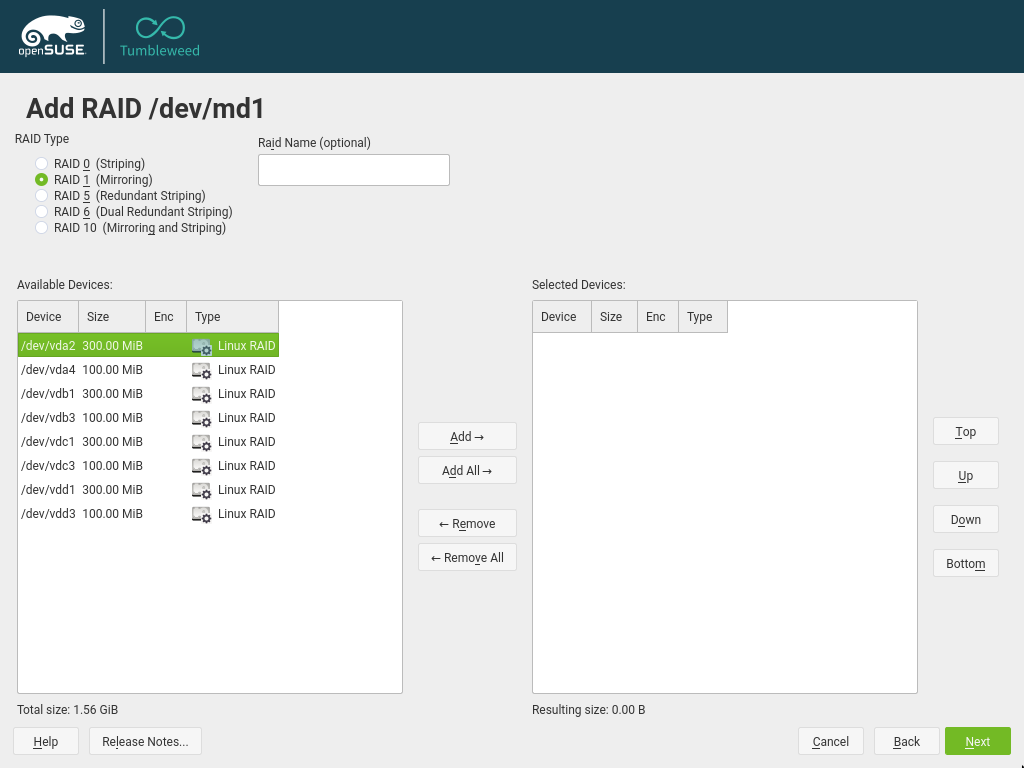 openSUSE Tumbleweed
Add RAID /dev/md1
RAID Type
RAID 0 (Striping)
RAID 1 (Mirroring)
RAID 5 (Redundant Striping)
RAID 6 (Dual Redundant Striping)
RAID 10 (Mirroring and Striping)
Raid Name (optional)
Available Devices:
Device Size Enc Type
/dev/vda2 300.00 MiB Linux RAID
/dev/vda4 100.00 MiB Linux RAID
/dev/vdb1 300.00 MiB Linux RAID
/dev/vdb3 100.00 MiB Linux RAID
/dev/vdc1 300.00 MiB Linux RAID
/dev/vdc3 100.00 MiB Linux RAID
/dev/vdd1 300.00 MiB Linux RAID
/dev/vdd3 100.00 MiB Linux RAID
Total size: 1.56 GiB
Add →
Add All →
← Remove
← Remove All
Selected Devices:
Device Size Enc Type
Resulting size: 0.00 B
Top
Up
Down
Bottom
Help Release Notes... Cancel Back Next